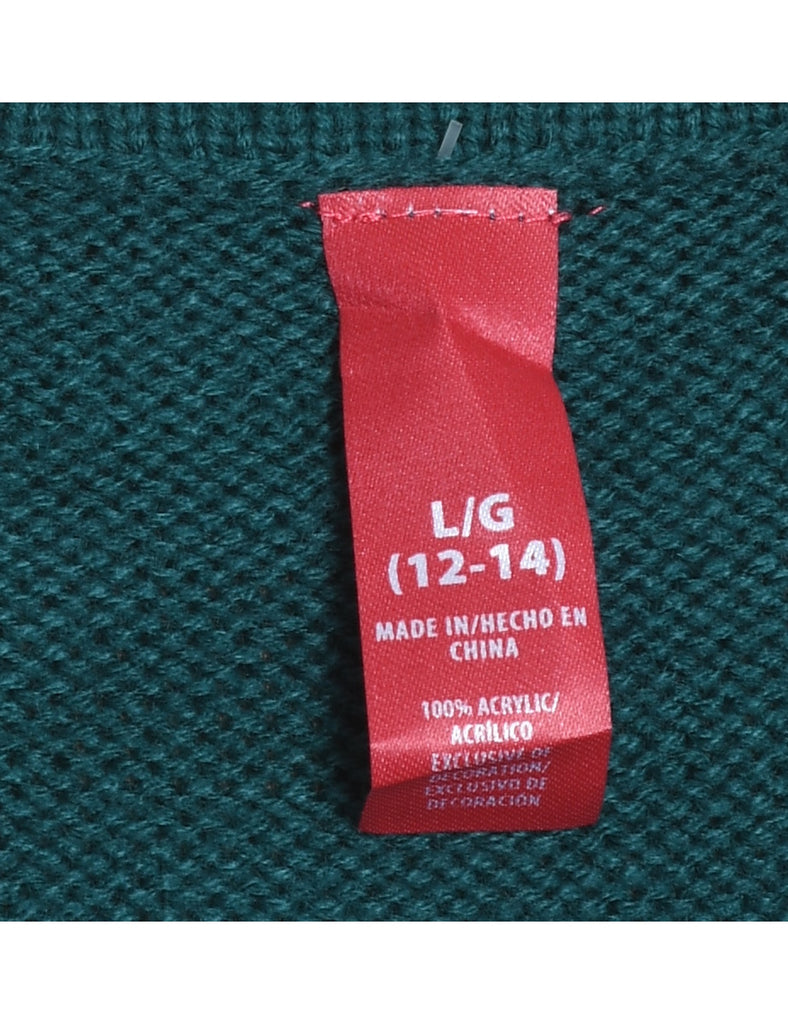 L/G
(12-14)
MADE IN/HECHO EN
CHINA
100% ACRYLIC/
ACRÍLICO
EXCLUSIVE OF
DECORATION/
EXCLUSIVO DE
DECORACIÓN